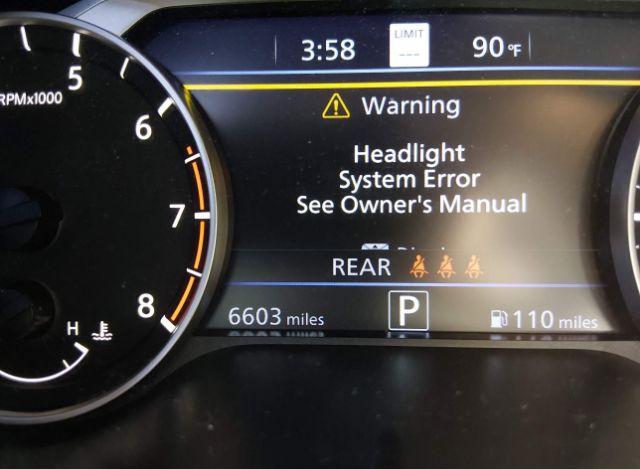 3:58 LIMIT --- 90°F
5
RPMx1000
6
Warning
Headlight
System Error
See Owner's Manual
7
REAR
8
H
6603 miles P 110 miles